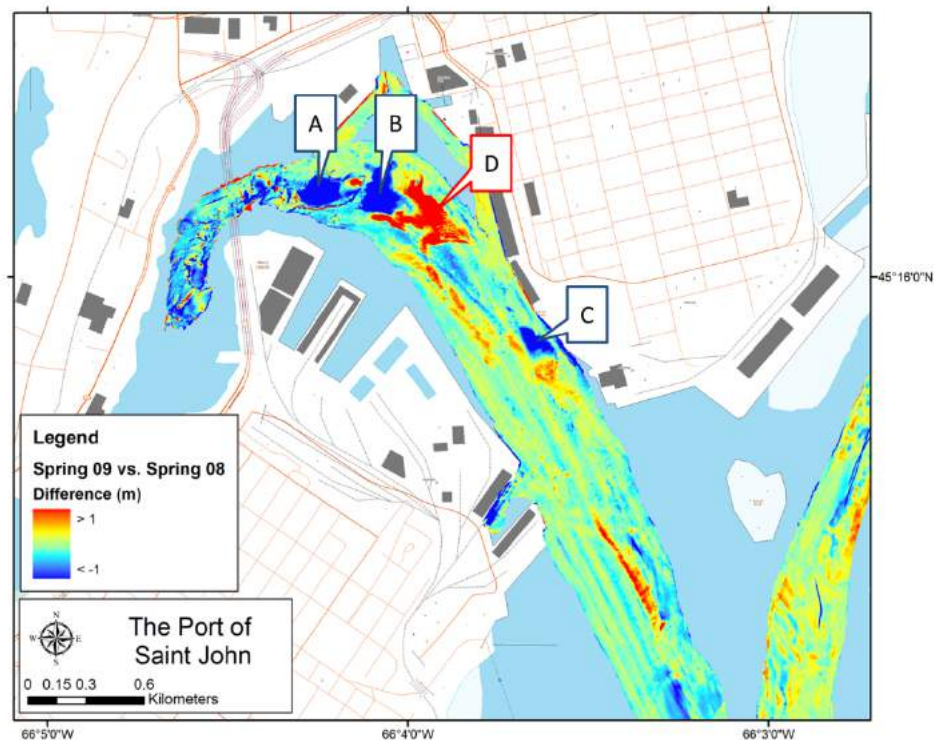 A
B
D
C
45°16'0"N
Legend
Spring 09 vs. Spring 08
Difference (m)
> 1
< -1
N
W E
S
The Port of
Saint John
0 0.15 0.3 0.6
Kilometers
66°5'0"W 66°4'0"W 66°3'0"W